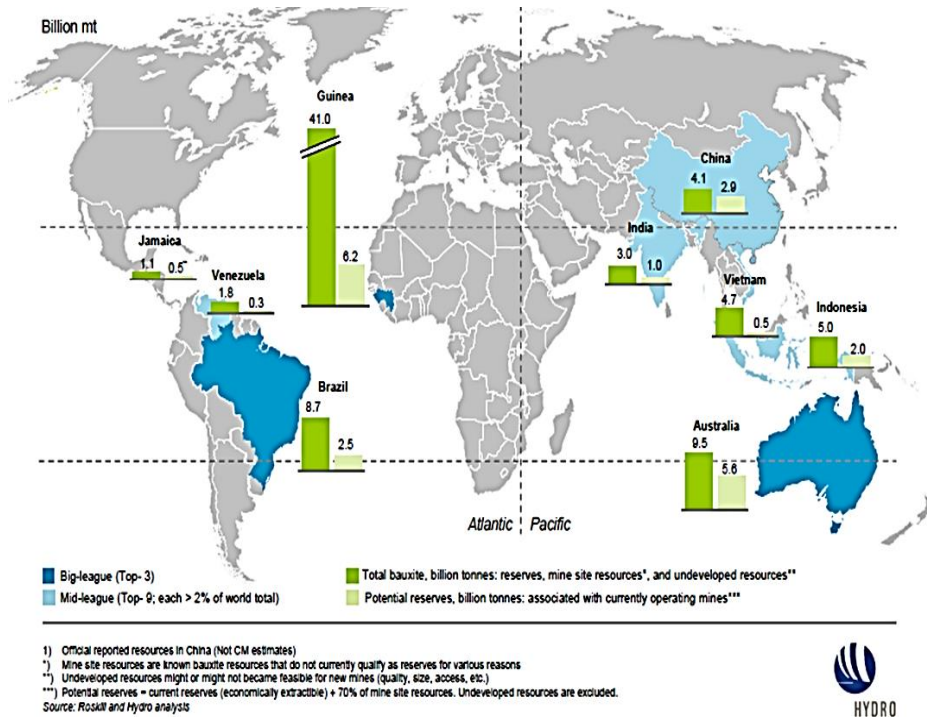 Billion mt
Guinea
41.0
6.2
China
4.1
2.9
India
3.0
1.0
Jamaica
1.1
0.5**
Venezuela
1.8
0.3
Vietnam
4.7
0.5
Indonesia
5.0
2.0
Brazil
8.7
2.5
Australia
9.5
5.6
Atlantic Pacific
Big-league (Top- 3)
Mid-league (Top- 9; each > 2% of world total)
Total bauxite, billion tonnes: reserves, mine site resources*, and undeveloped resources**
Potential reserves, billion tonnes: associated with currently operating mines***
1) Official reported resources in China (Not CM estimates)
*) Mine site resources are known bauxite resources that do not currently qualify as reserves for various reasons
**) Undeveloped resources might or might not became feasible for new mines (quality, size, access, etc.)
***) Potential reserves = current reserves (economically extractible) + 70% of mine site resources. Undeveloped resources are excluded.
Source: Roskill and Hydro analysis
HYDRO